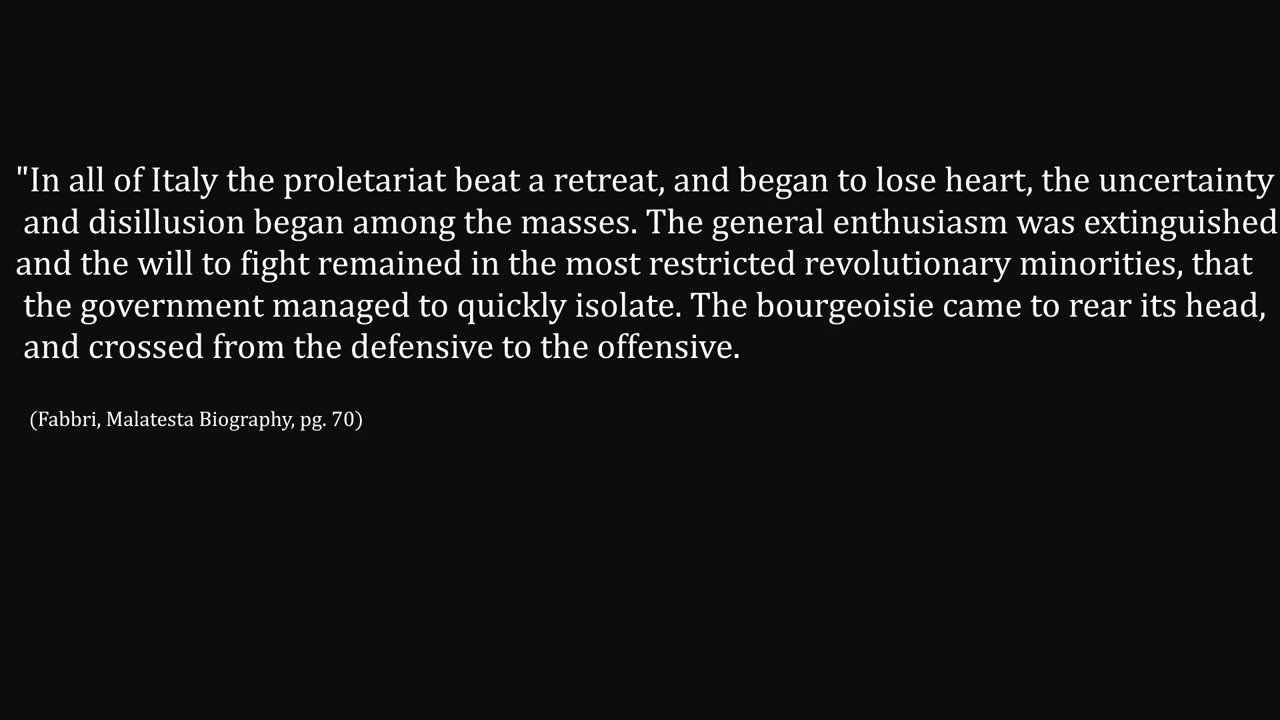 "In all of Italy the proletariat beat a retreat, and began to lose heart, the uncertainty
and disillusion began among the masses. The general enthusiasm was extinguished
and the will to fight remained in the most restricted revolutionary minorities, that
the government managed to quickly isolate. The bourgeoisie came to rear its head,
and crossed from the defensive to the offensive.
(Fabbri, Malatesta Biography, pg. 70)